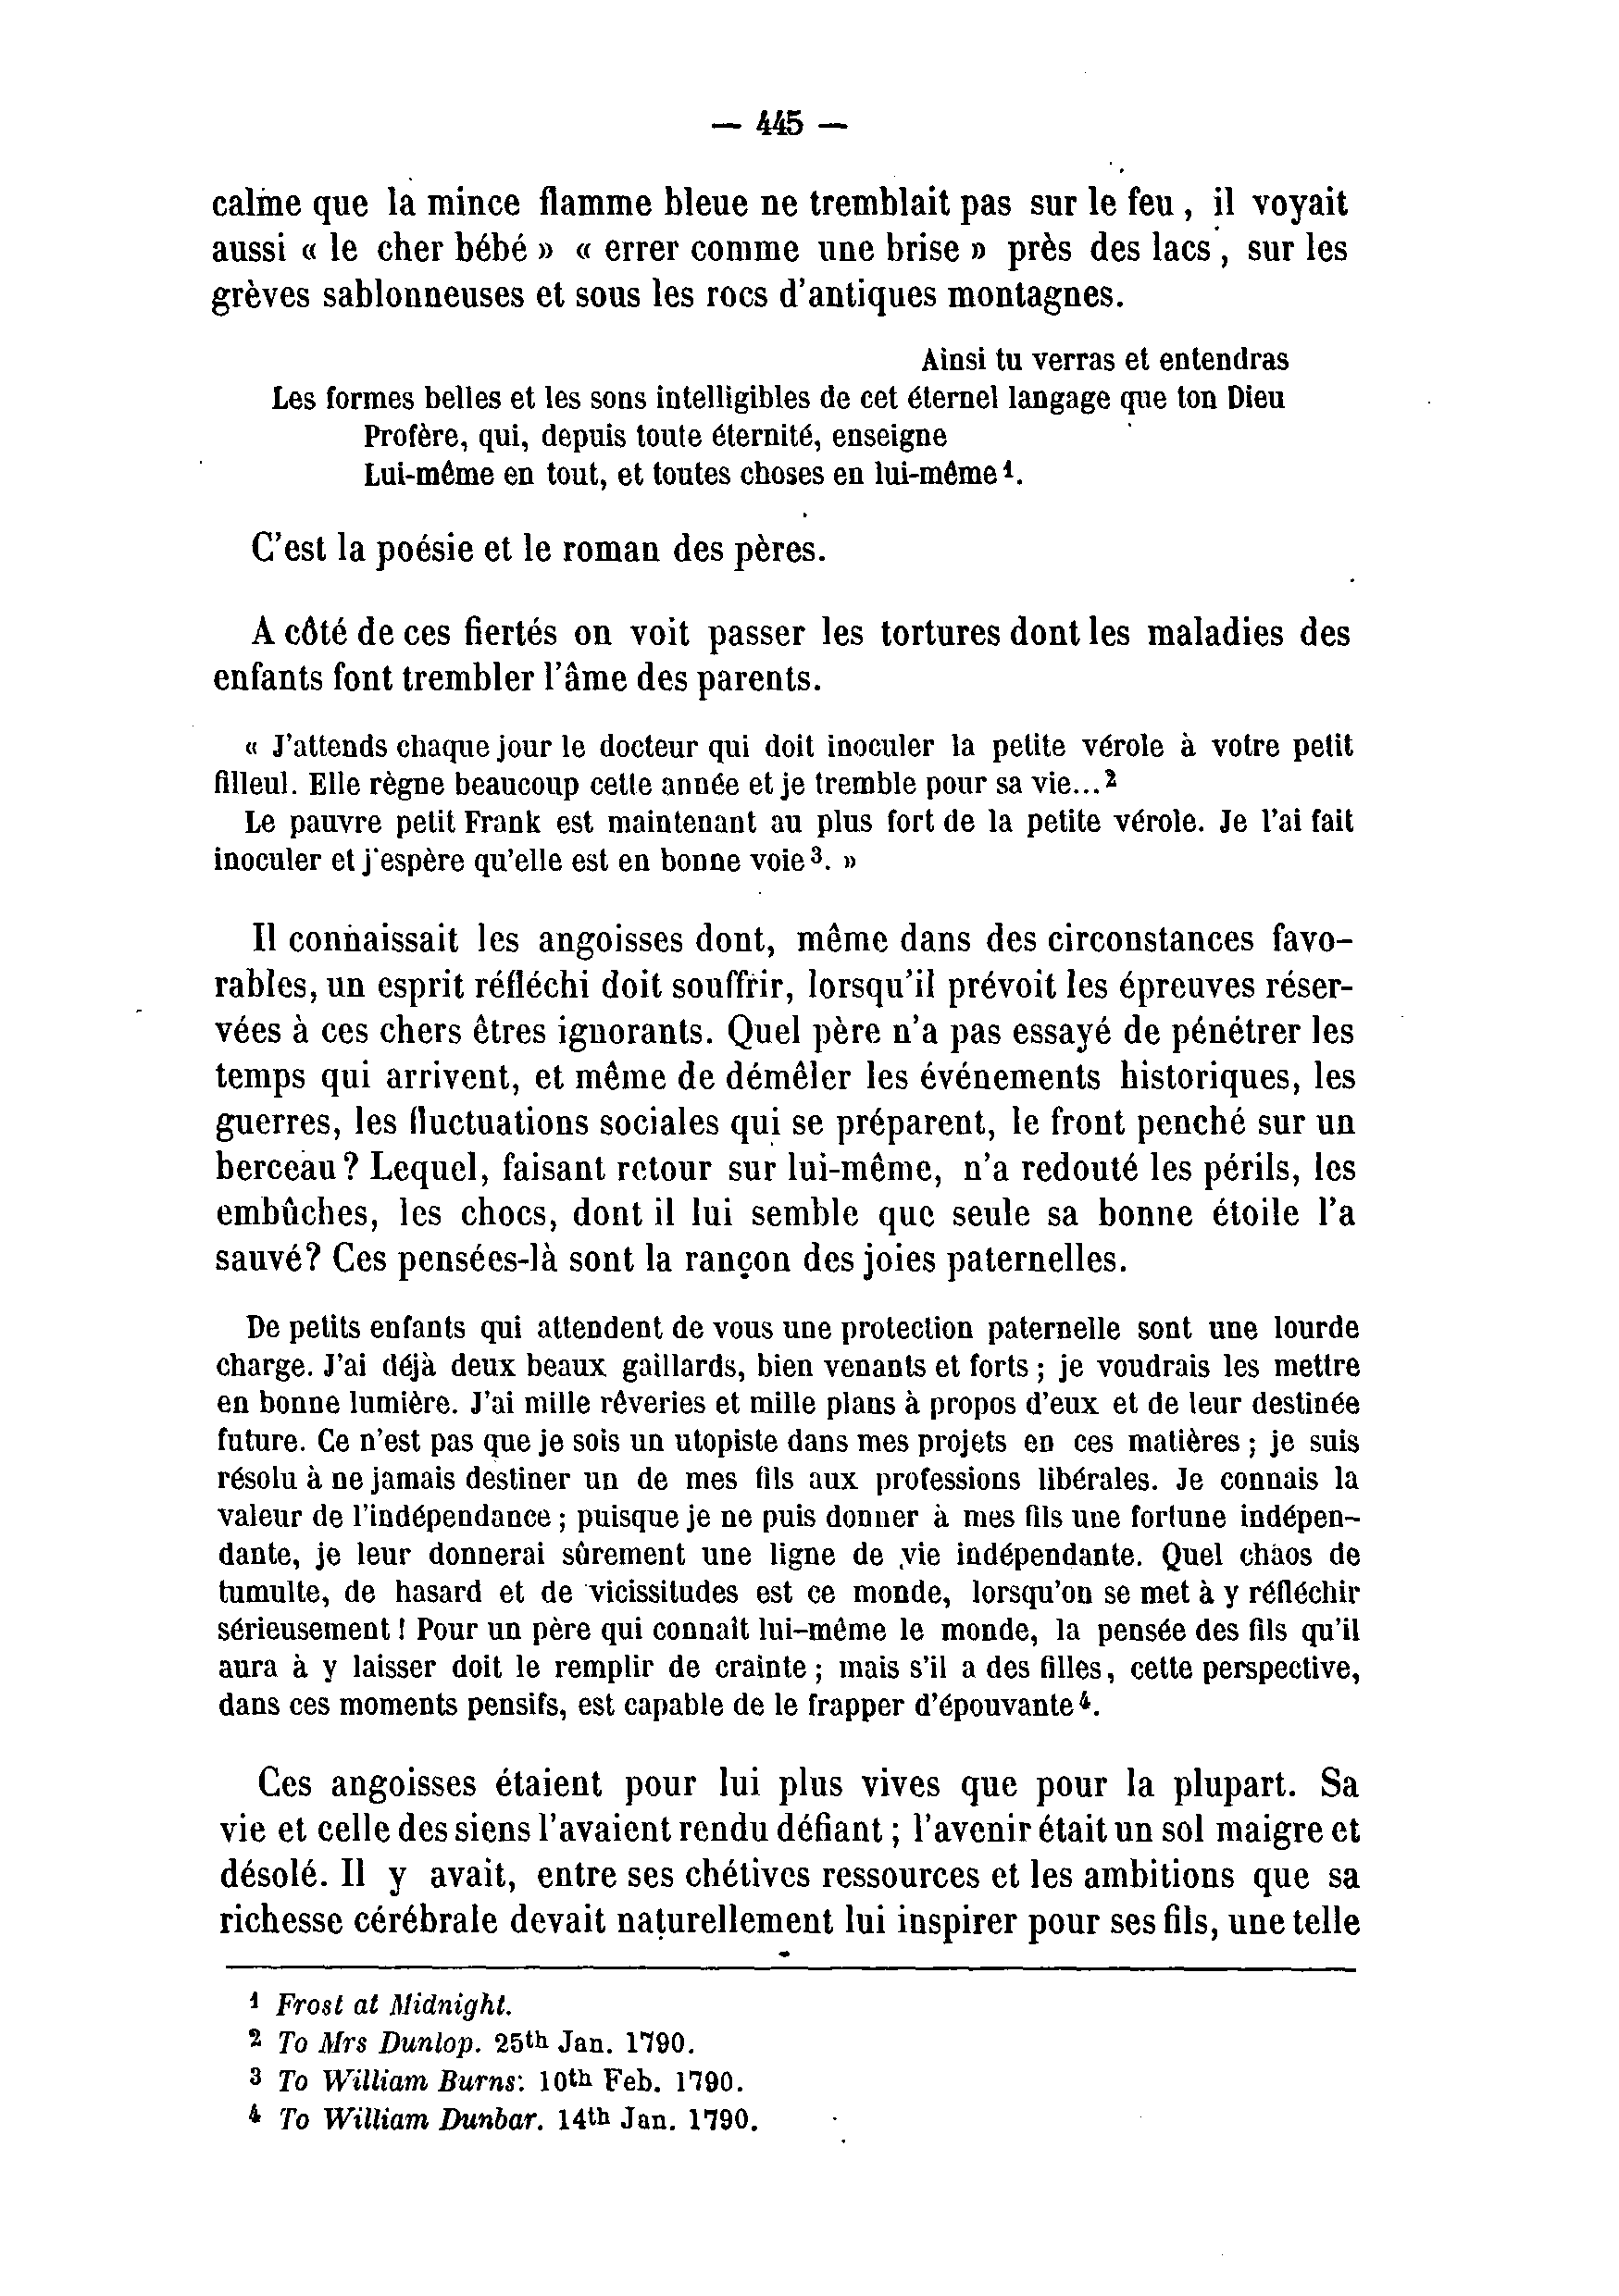 — 445 —
calme que la mince flamme bleue ne tremblait pas sur le feu, il voyait
aussi « le cher bébé » « errer comme une brise » près des lacs, sur les
grèves sablonneuses et sous les rocs d'antiques montagnes.
Ainsi tu verras et entendras
Les formes belles et les sons intelligibles de cet éternel langage que ton Dieu
Profère, qui, depuis toute éternité, enseigne
Lui-même en tout, et toutes choses en lui-même¹.
C'est la poésie et le roman des pères.
A côté de ces fiertés on voit passer les tortures dont les maladies des
enfants font trembler l'âme des parents.
« J'attends chaque jour le docteur qui doit inoculer la petite vérole à votre petit
filleul. Elle règne beaucoup cette année et je tremble pour sa vie...²
Le pauvre petit Frank est maintenant au plus fort de la petite vérole. Je l'ai fait
inoculer et j'espère qu'elle est en bonne voie³. »
Il connaissait les angoisses dont, même dans des circonstances favo-
rables, un esprit réfléchi doit souffrir, lorsqu'il prévoit les épreuves réser-
vées à ces chers êtres ignorants. Quel père n'a pas essayé de pénétrer les
temps qui arrivent, et même de démêler les événements historiques, les
guerres, les fluctuations sociales qui se préparent, le front penché sur un
berceau ? Lequel, faisant retour sur lui-même, n'a redouté les périls, les
embûches, les chocs, dont il lui semble que seule sa bonne étoile l'a
sauvé? Ces pensées-là sont la rançon des joies paternelles.
De petits enfants qui attendent de vous une protection paternelle sont une lourde
charge. J'ai déjà deux beaux gaillards, bien venants et forts ; je voudrais les mettre
en bonne lumière. J'ai mille rêveries et mille plans à propos d'eux et de leur destinée
future. Ce n'est pas que je sois un utopiste dans mes projets en ces matières ; je suis
résolu à ne jamais destiner un de mes fils aux professions libérales. Je connais la
valeur de l'indépendance ; puisque je ne puis donner à mes fils une fortune indépen-
dante, je leur donnerai sûrement une ligne de vie indépendante. Quel chaos de
tumulte, de hasard et de vicissitudes est ce monde, lorsqu'on se met à y réfléchir
sérieusement ! Pour un père qui connaît lui-même le monde, la pensée des fils qu'il
aura à y laisser doit le remplir de crainte ; mais s'il a des filles, cette perspective,
dans ces moments pensifs, est capable de le frapper d'épouvante⁴.
Ces angoisses étaient pour lui plus vives que pour la plupart. Sa
vie et celle des siens l'avaient rendu défiant ; l'avenir était un sol maigre et
désolé. Il y avait, entre ses chétives ressources et les ambitions que sa
richesse cérébrale devait naturellement lui inspirer pour ses fils, une telle
¹ Frost at Midnight.
² To Mrs Dunlop. 25th Jan. 1790.
³ To William Burns: 10th Feb. 1790.
⁴ To William Dunbar. 14th Jan. 1790.